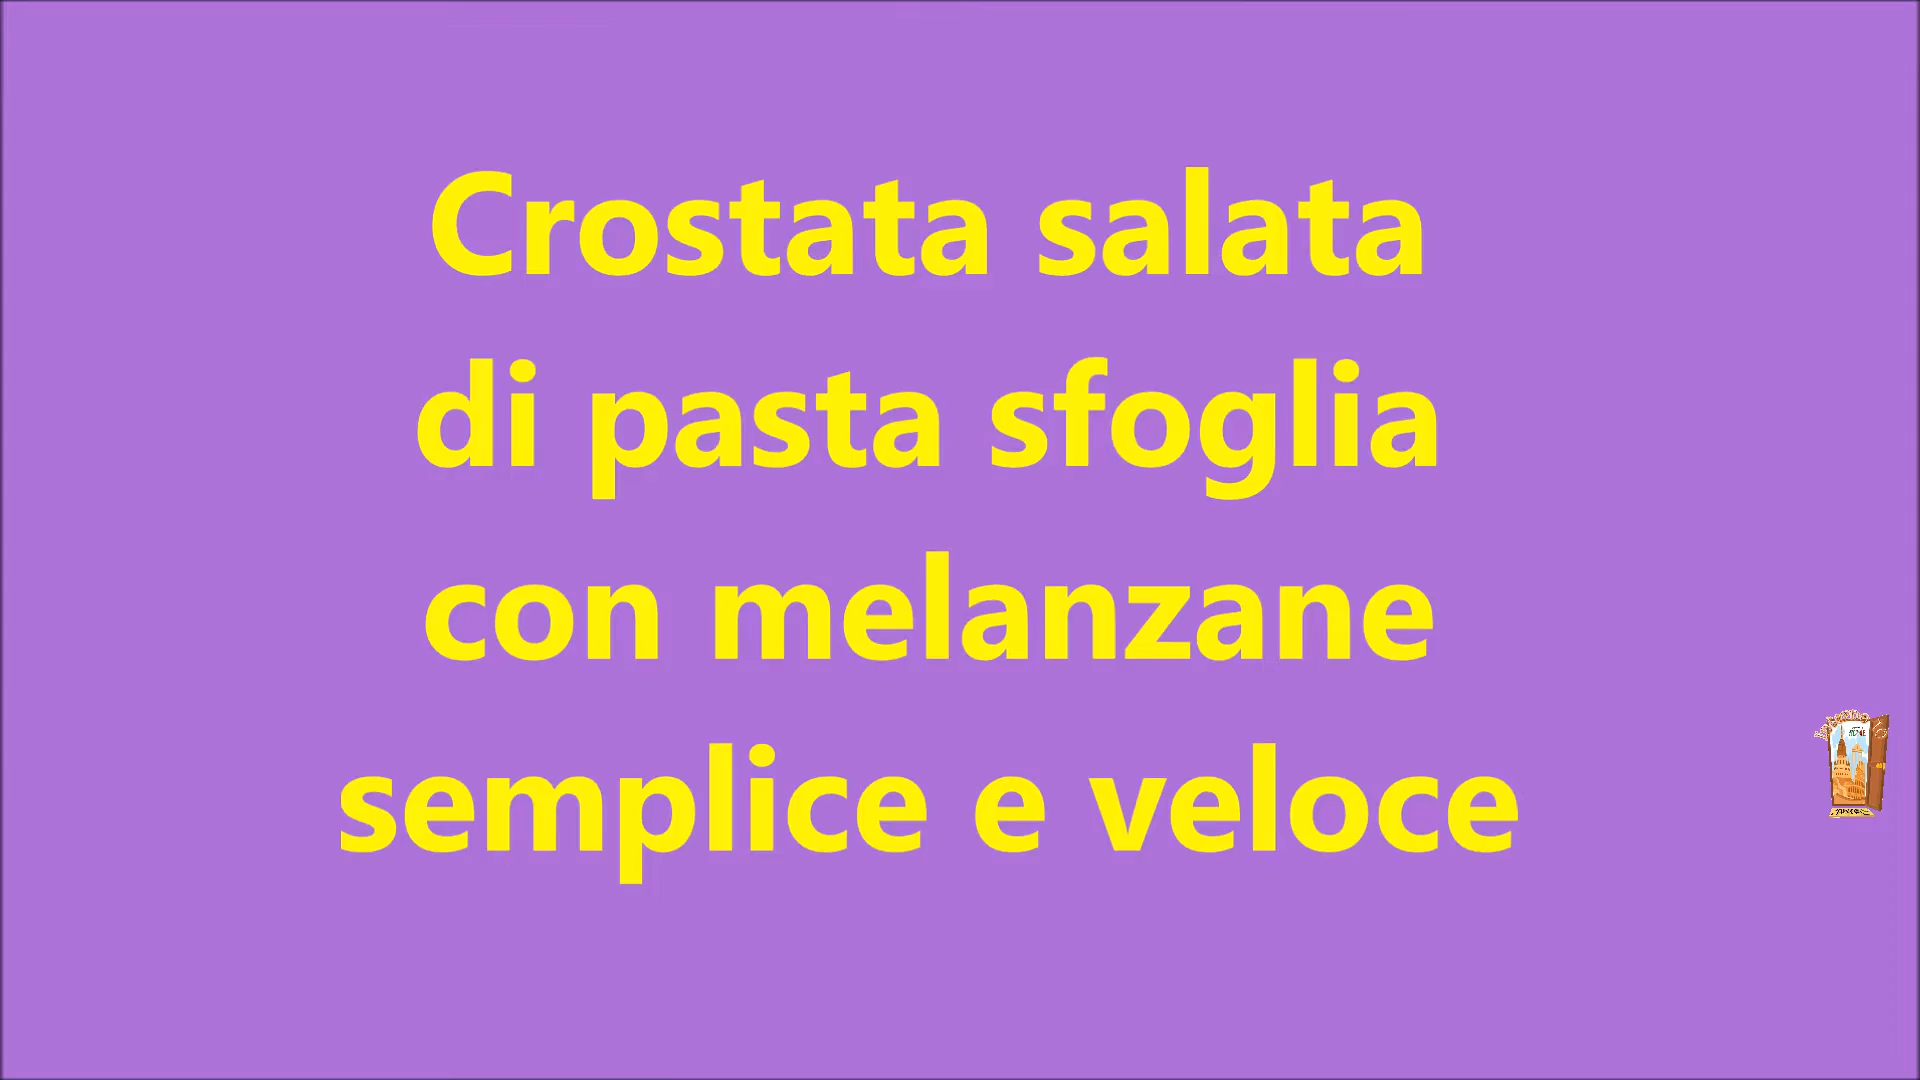 Crostata salata
di pasta sfoglia
con melanzane
semplice e veloce